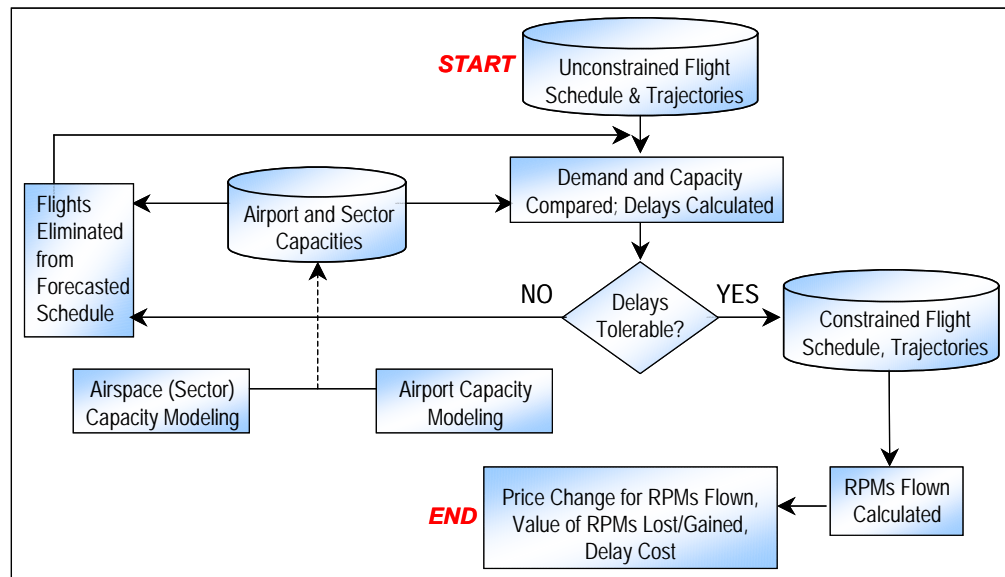 START
Unconstrained Flight
Schedule & Trajectories
Demand and Capacity
Compared; Delays Calculated
Airport and Sector
Capacities
Flights
Eliminated
from
Forecasted
Schedule
NO
Delays
Tolerable?
YES
Constrained Flight
Schedule, Trajectories
Airspace (Sector)
Capacity Modeling
Airport Capacity
Modeling
RPMs Flown
Calculated
END
Price Change for RPMs Flown,
Value of RPMs Lost/Gained,
Delay Cost